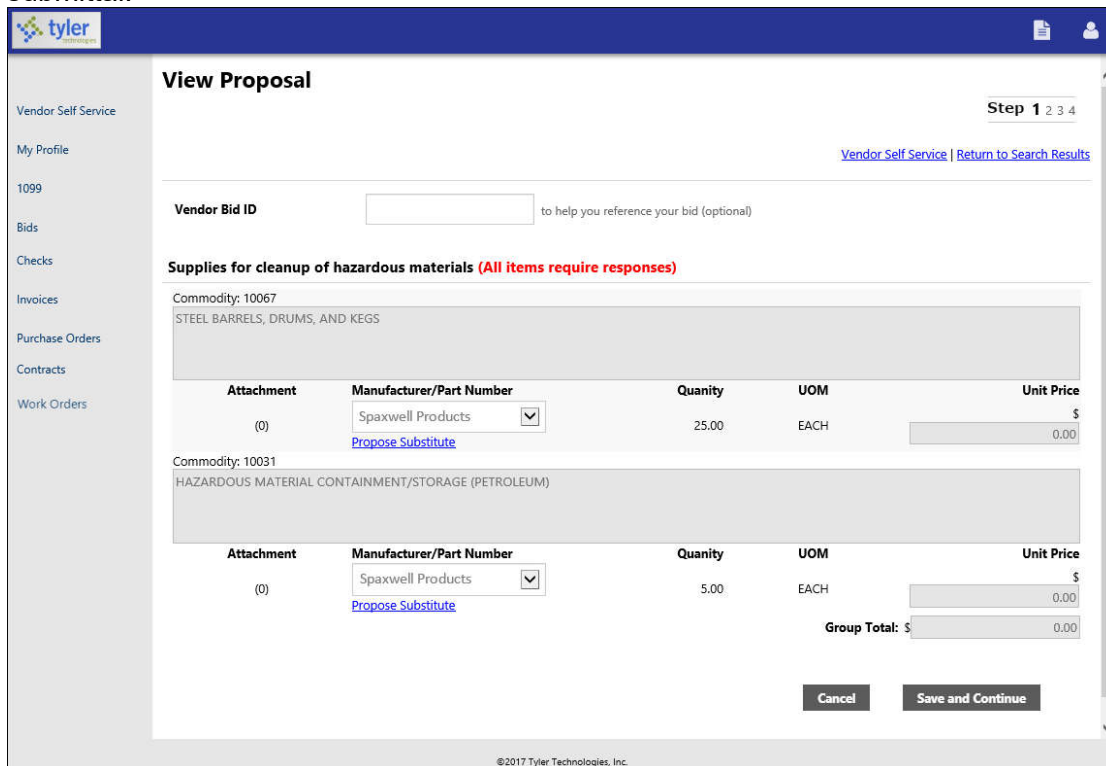 tyler
technologies
View Proposal
Step 1 2 3 4
Vendor Self Service
My Profile
1099
Bids
Checks
Invoices
Purchase Orders
Contracts
Work Orders
Vendor Self Service | Return to Search Results
Vendor Bid ID to help you reference your bid (optional)
Supplies for cleanup of hazardous materials (All items require responses)
Commodity: 10067
STEEL BARRELS, DRUMS, AND KEGS
Attachment Manufacturer/Part Number Quanity UOM Unit Price
$
(0) Spaxwell Products 25.00 EACH 0.00
Propose Substitute
Commodity: 10031
HAZARDOUS MATERIAL CONTAINMENT/STORAGE (PETROLEUM)
Attachment Manufacturer/Part Number Quanity UOM Unit Price
$
(0) Spaxwell Products 5.00 EACH 0.00
Propose Substitute
Group Total: $ 0.00
Cancel Save and Continue
©2017 Tyler Technologies, Inc.